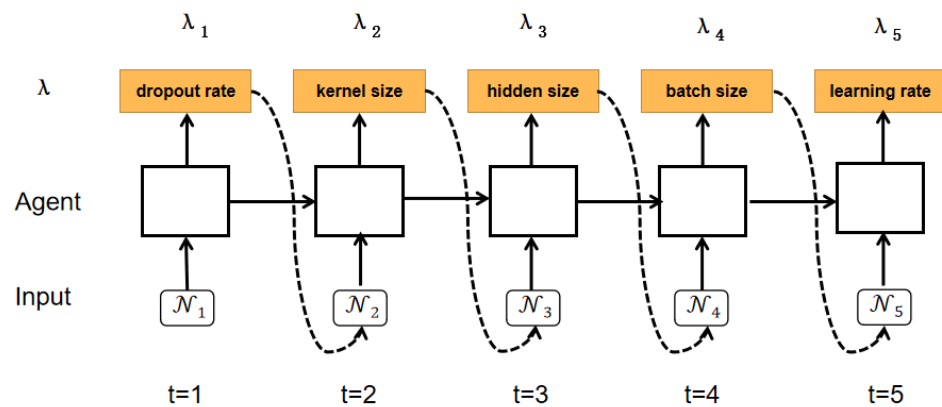 λ 1 λ 2 λ 3 λ 4 λ 5
λ dropout rate kernel size hidden size batch size learning rate
Agent
Input 𝒩1 𝒩2 𝒩3 𝒩4 𝒩5
t=1 t=2 t=3 t=4 t=5